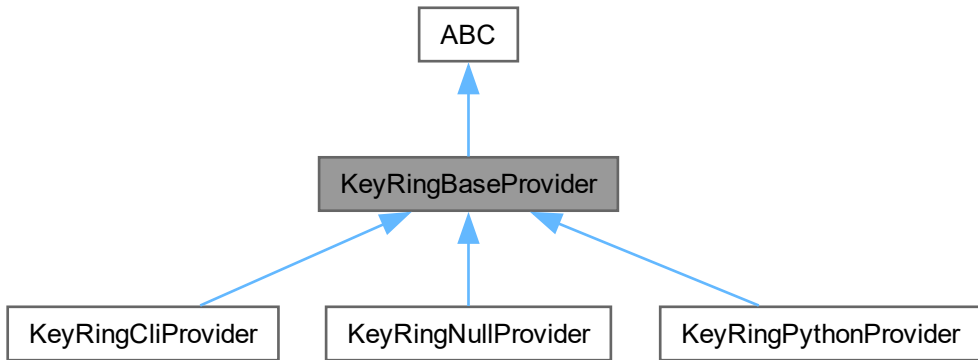 ABC
KeyRingBaseProvider
KeyRingCliProvider
KeyRingNullProvider
KeyRingPythonProvider